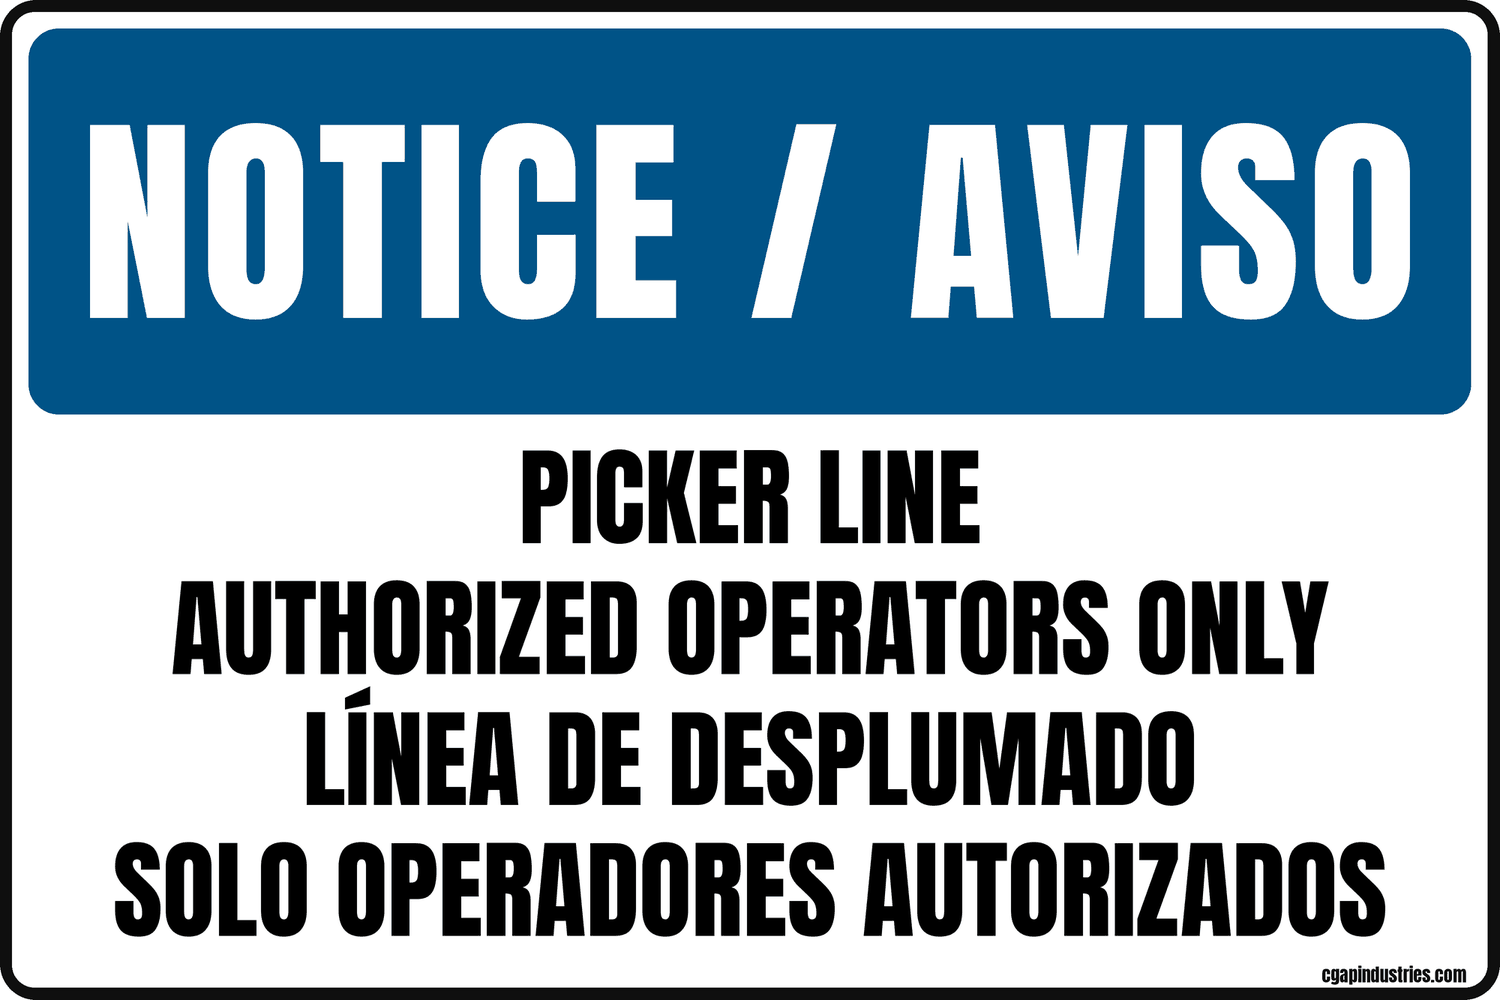 NOTICE / AVISO
PICKER LINE
AUTHORIZED OPERATORS ONLY
LÍNEA DE DESPLUMADO
SOLO OPERADORES AUTORIZADOS
cgapindustries.com